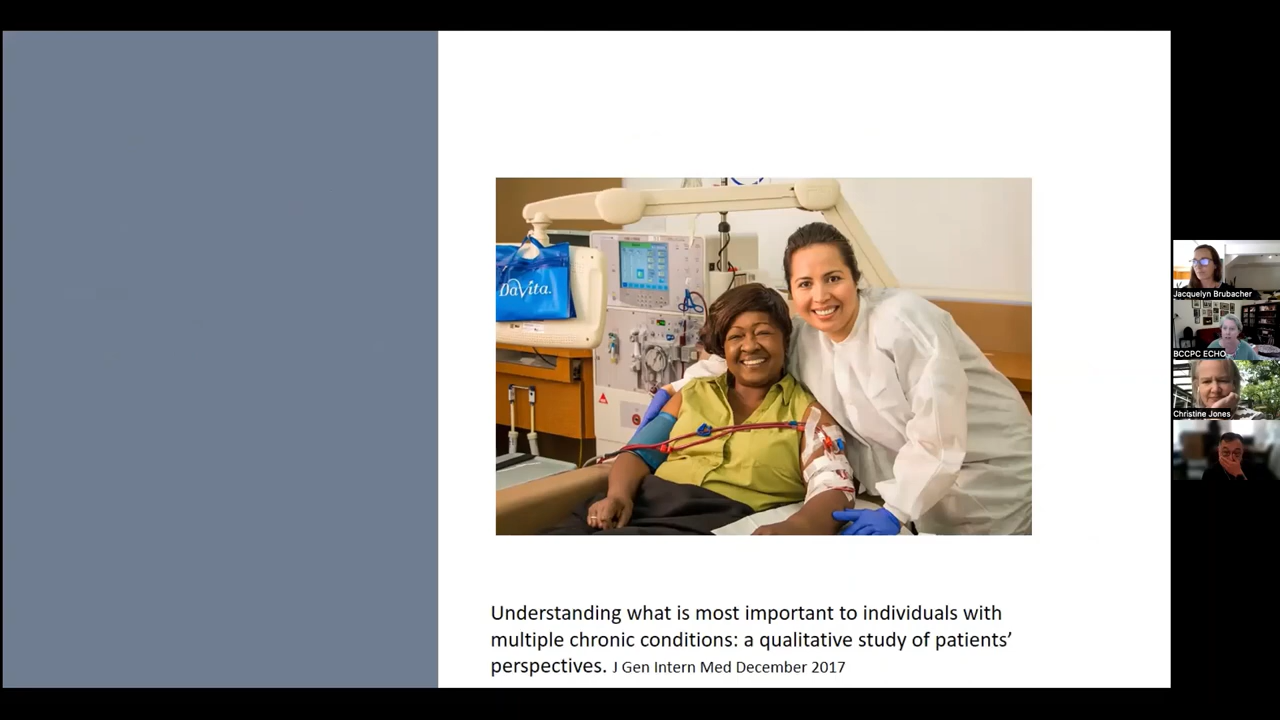 DaVita.
Understanding what is most important to individuals with
multiple chronic conditions: a qualitative study of patients’
perspectives. J Gen Intern Med December 2017
Jacquelyn Brubacher
BCCPC ECHO
Christine Jones